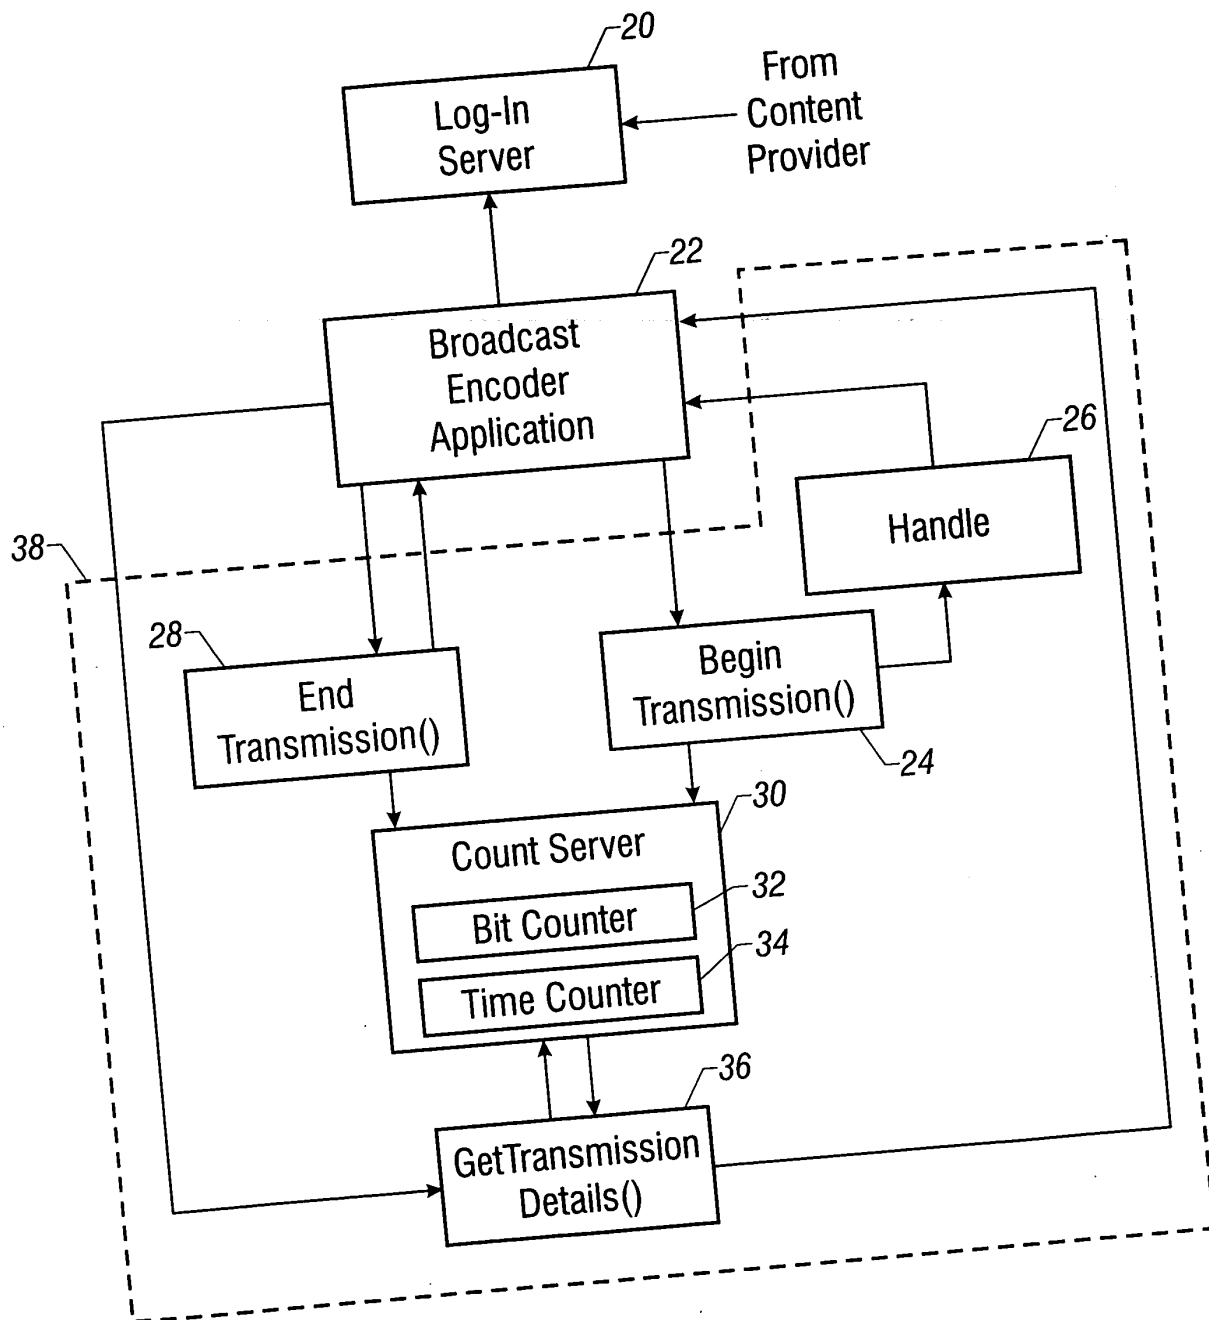 20
Log-In
Server
From
Content
Provider
22
Broadcast
Encoder
Application
26
Handle
38
28
End
Transmission()
Begin
Transmission()
24
30
Count Server
32
Bit Counter
34
Time Counter
36
GetTransmission
Details()